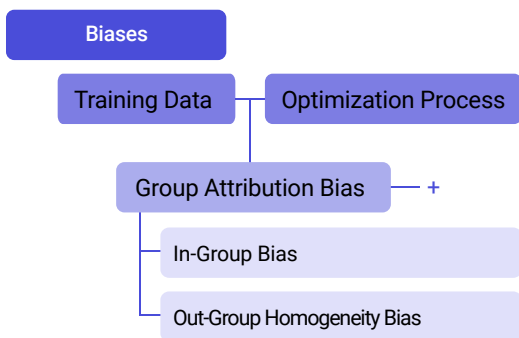 Biases
Training Data
Optimization Process
Group Attribution Bias
+
In-Group Bias
Out-Group Homogeneity Bias